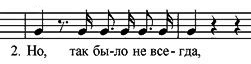 2. Но, так бы-ло не все-гда,